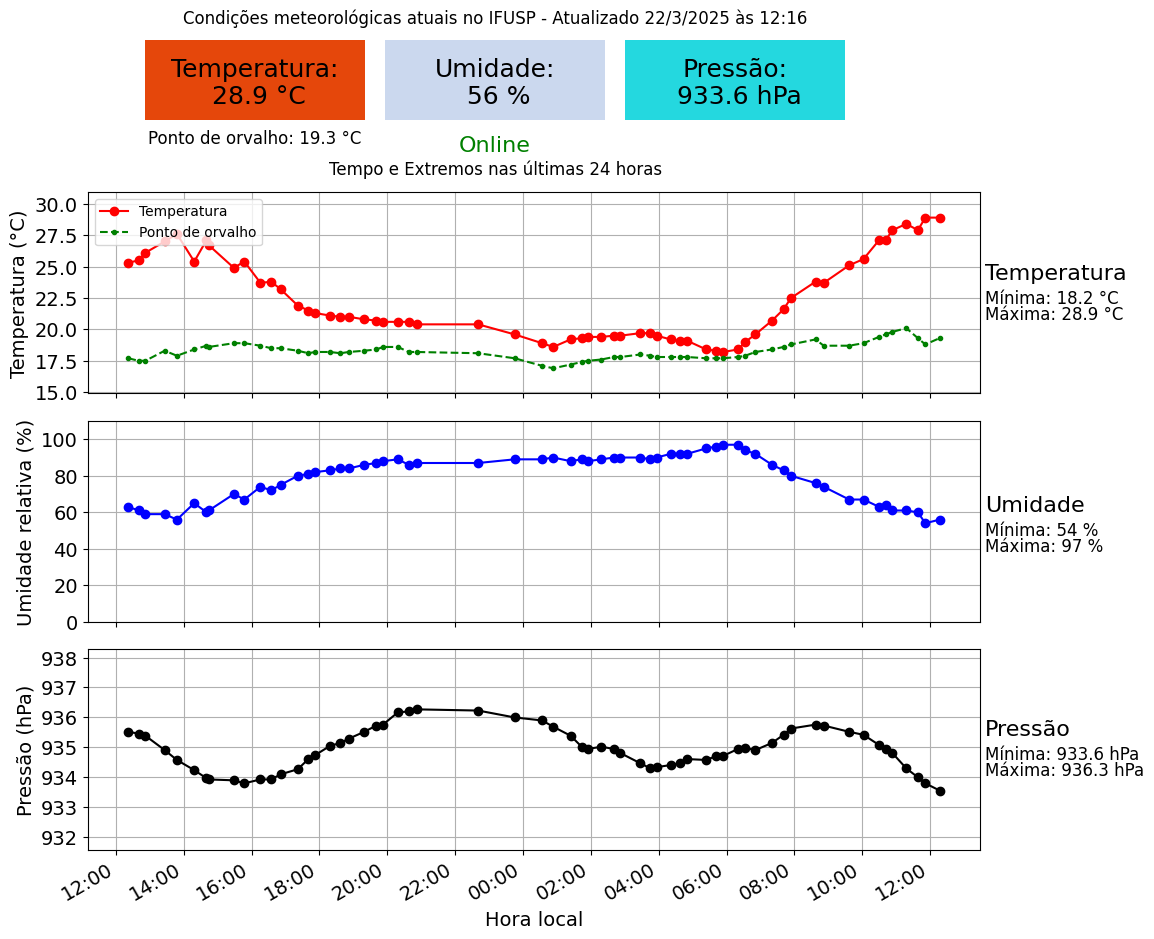 Condições meteorológicas atuais no IFUSP - Atualizado 22/3/2025 às 12:16
Temperatura:
28.9 °C
Umidade:
56 %
Pressão:
933.6 hPa
Ponto de orvalho: 19.3 °C
Online
Tempo e Extremos nas últimas 24 horas
Temperatura (°C)
30.0
27.5
25.0
22.5
20.0
17.5
15.0
Temperatura
Ponto de orvalho
Temperatura
Mínima: 18.2 °C
Máxima: 28.9 °C
Umidade relativa (%)
100
80
60
40
20
0
Umidade
Mínima: 54 %
Máxima: 97 %
Pressão (hPa)
938
937
936
935
934
933
932
Pressão
Mínima: 933.6 hPa
Máxima: 936.3 hPa
12:00
14:00
16:00
18:00
20:00
22:00
00:00
02:00
04:00
06:00
08:00
10:00
12:00
Hora local